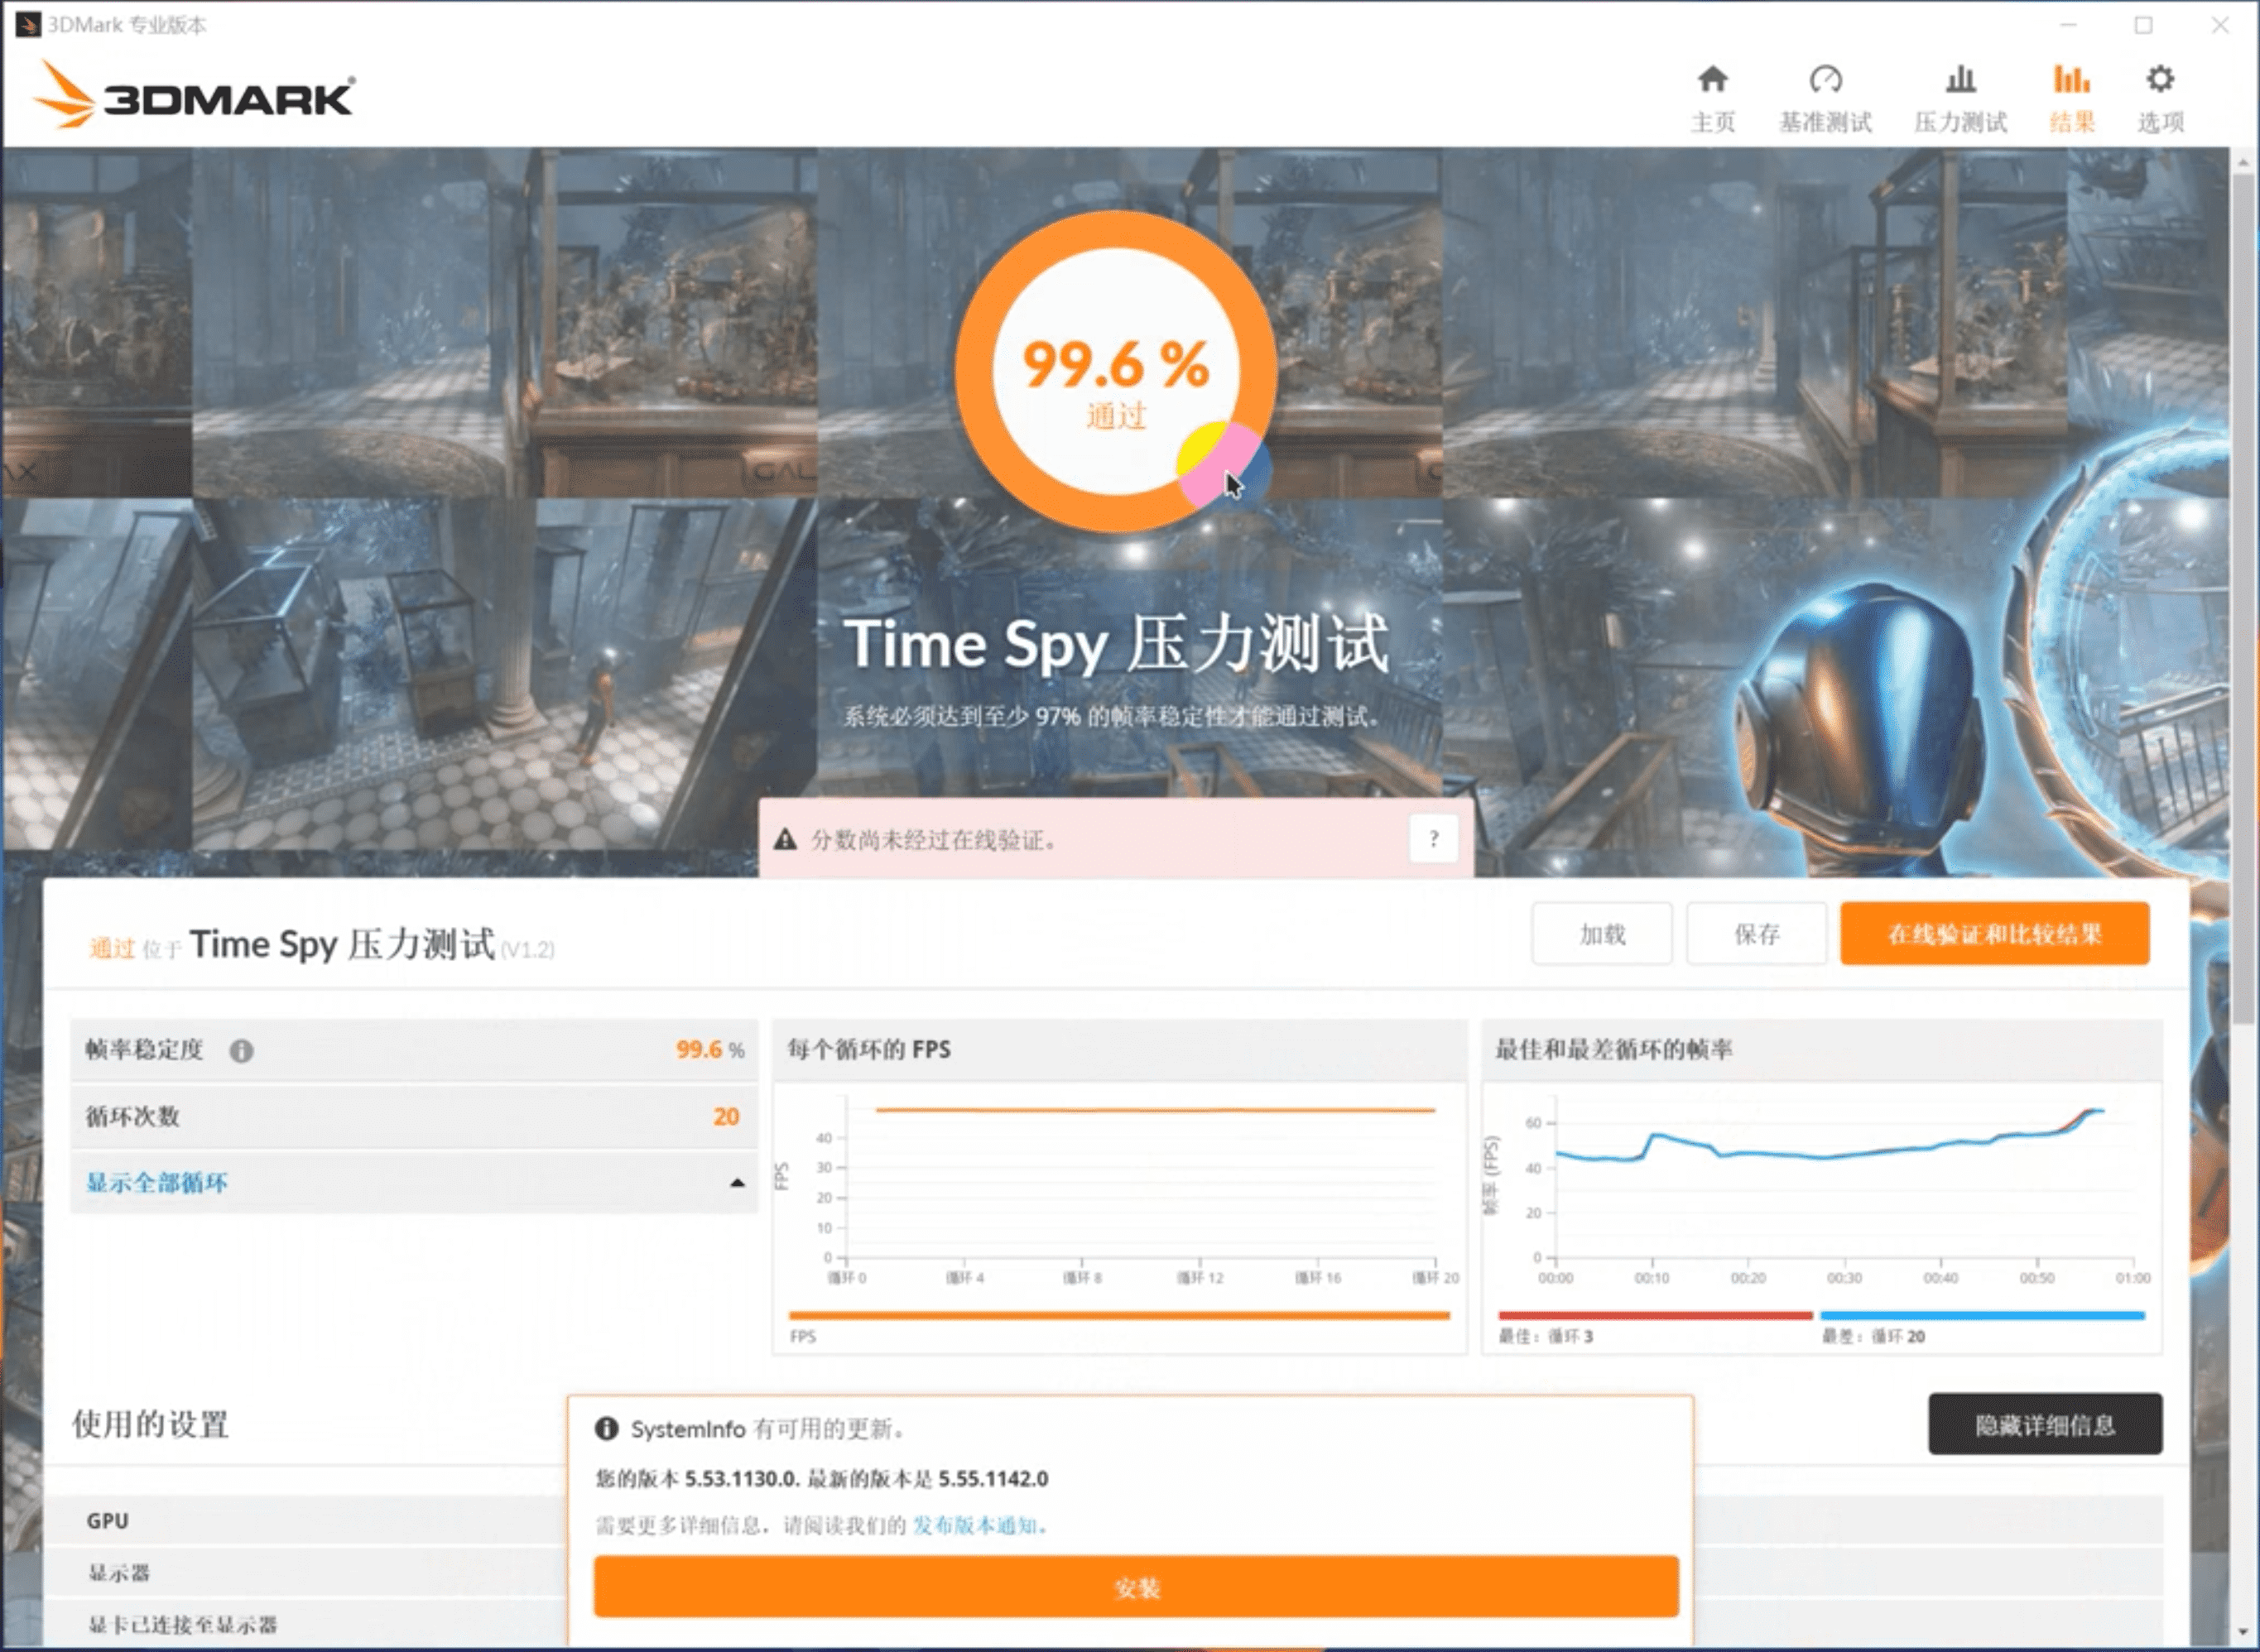 3DMark 专业版本
3DMARK
主页
基准测试
压力测试
结果
选项
99.6 %
通过
GAL
Time Spy 压力测试
系统必须达到至少 97% 的帧率稳定性才能通过测试。
分数尚未经过在线验证。
?
通过 位于 Time Spy 压力测试 (V1.2)
加载
保存
在线验证和比较结果
帧率稳定度
99.6 %
循环次数
20
显示全部循环
每个循环的 FPS
FPS
40
30
20
10
0
循环 0
循环 4
循环 8
循环 12
循环 16
循环 20
FPS
最佳和最差循环的帧率
帧率 (FPS)
60
40
20
0
00:00
00:10
00:20
00:30
00:40
00:50
01:00
最佳：循环 3
最差：循环 20
使用的设置
隐藏详细信息
GPU
显示器
显卡已连接至显示器
SystemInfo 有可用的更新。
您的版本 5.53.1130.0. 最新的版本是 5.55.1142.0
需要更多详细信息，请阅读我们的 发布版本通知。
安装